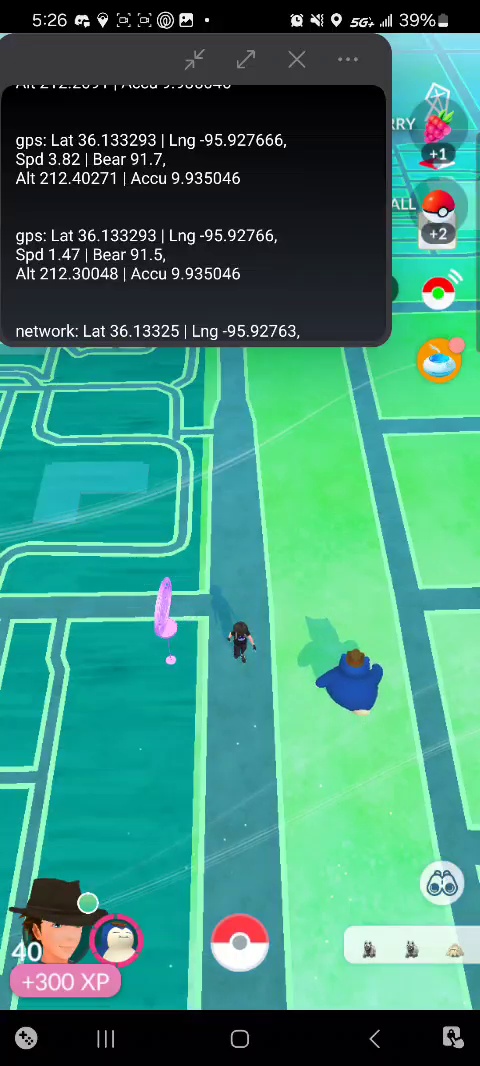 5:26
5G+
39%
gps: Lat 36.133293 | Lng -95.927666,
Spd 3.82 | Bear 91.7,
Alt 212.40271 | Accu 9.935046
gps: Lat 36.133293 | Lng -95.92766,
Spd 1.47 | Bear 91.5,
Alt 212.30048 | Accu 9.935046
network: Lat 36.13325 | Lng -95.92763,
RRY
+1
ALL
+2
40
+300 XP